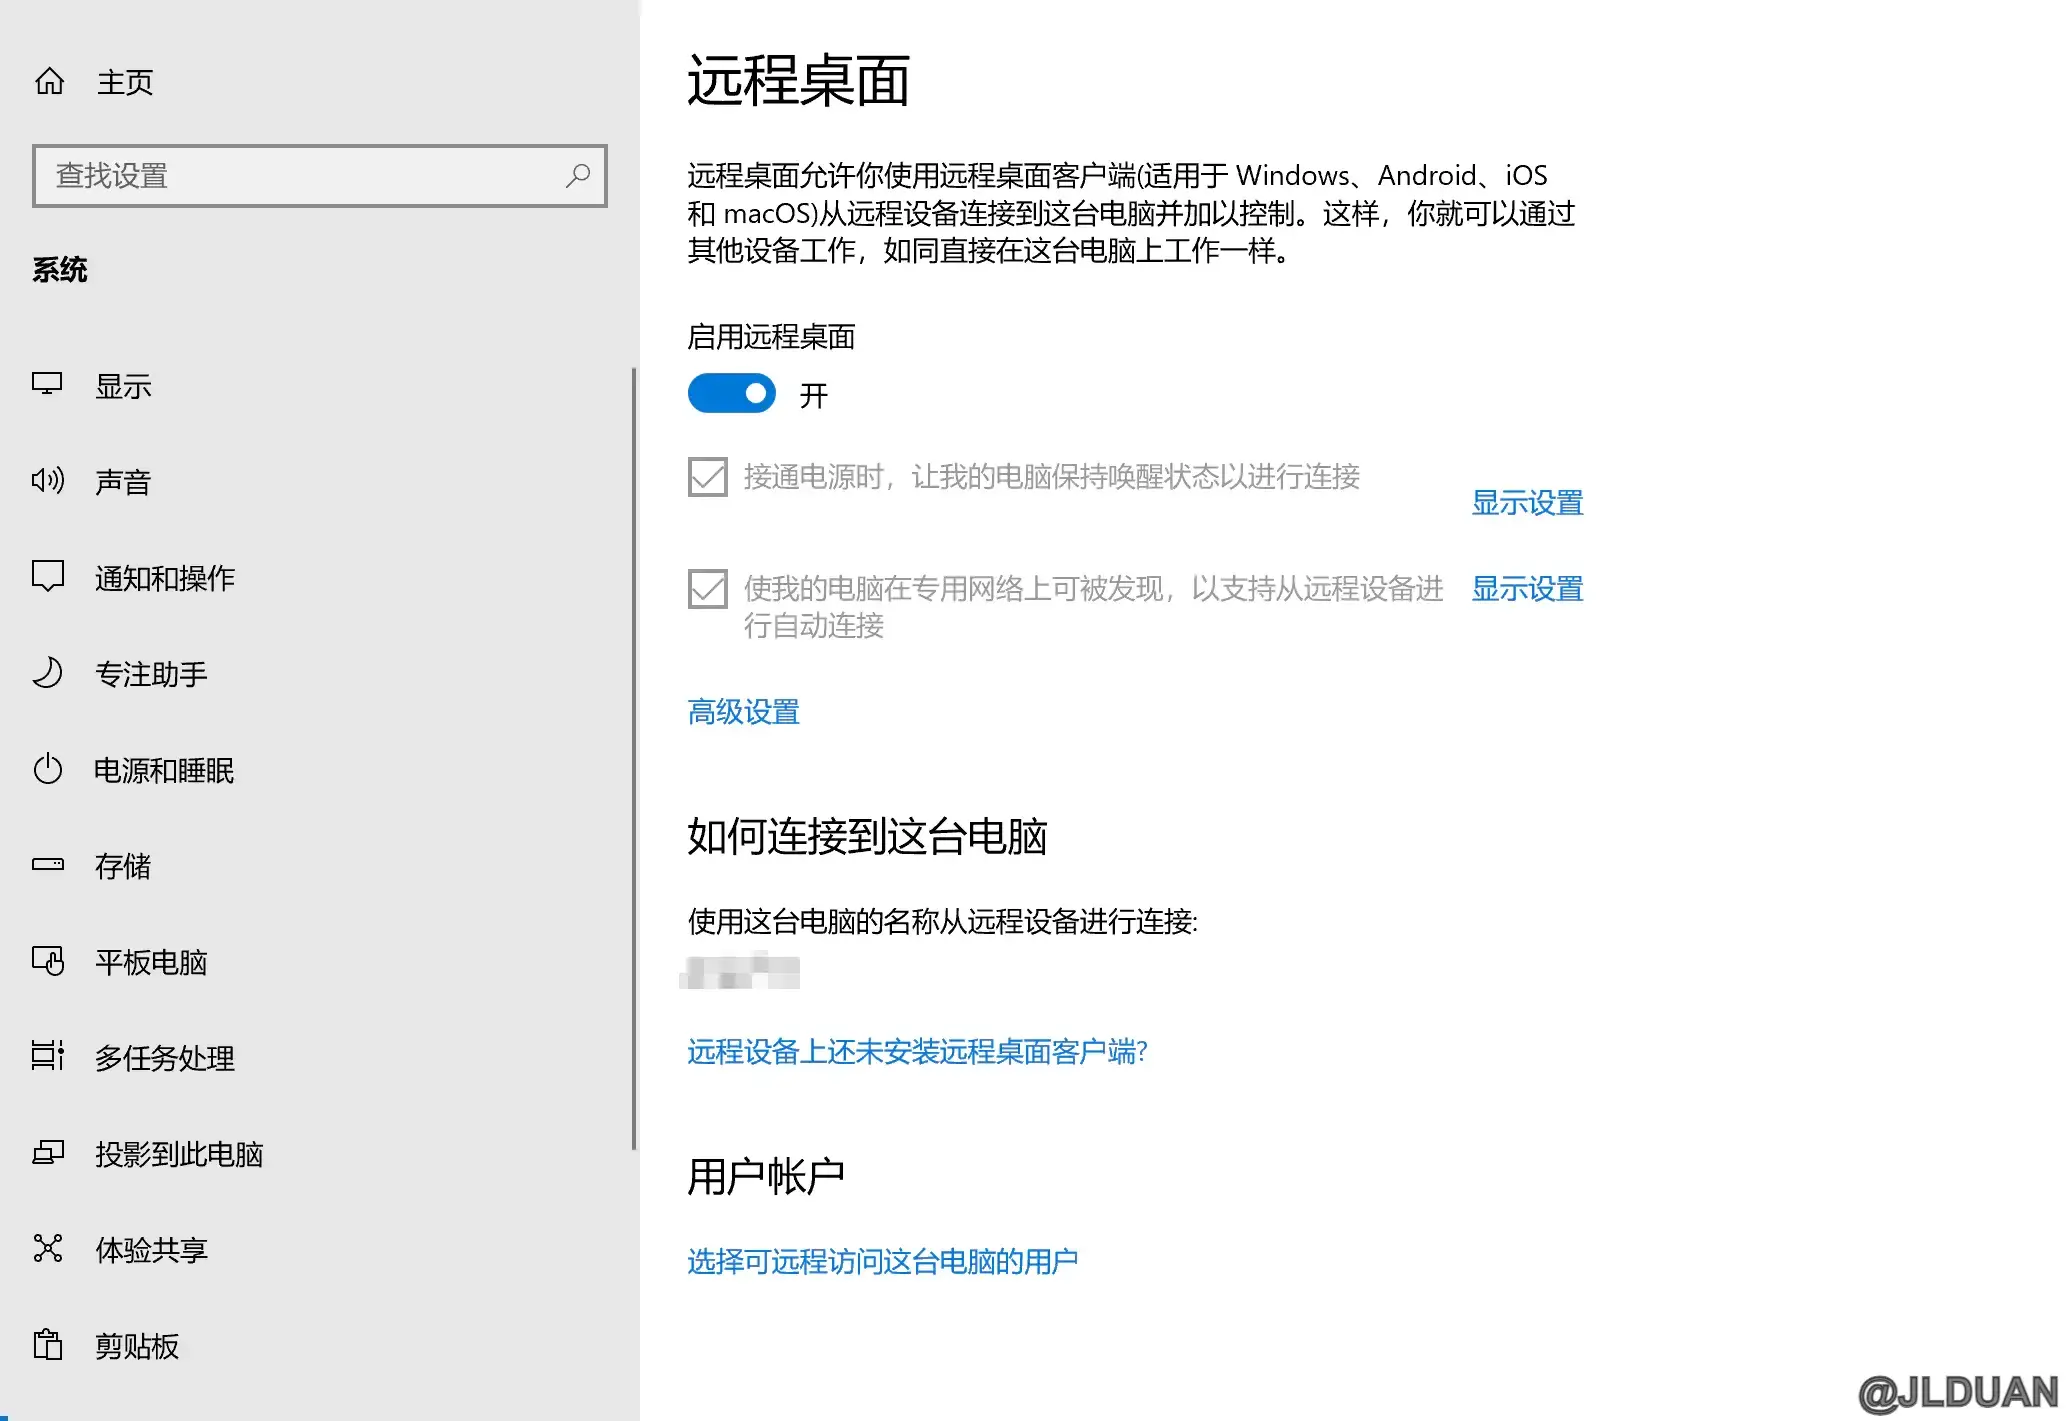 主页
查找设置
系统
显示
声音
通知和操作
专注助手
电源和睡眠
存储
平板电脑
多任务处理
投影到此电脑
体验共享
剪贴板
远程桌面
远程桌面允许你使用远程桌面客户端(适用于 Windows、Android、iOS
和 macOS)从远程设备连接到这台电脑并加以控制。这样，你就可以通过
其他设备工作，如同直接在这台电脑上工作一样。
启用远程桌面
开
接通电源时，让我的电脑保持唤醒状态以进行连接
显示设置
使我的电脑在专用网络上可被发现，以支持从远程设备进
行自动连接
显示设置
高级设置
如何连接到这台电脑
使用这台电脑的名称从远程设备进行连接:
远程设备上还未安装远程桌面客户端?
用户帐户
选择可远程访问这台电脑的用户
@JLDUAN